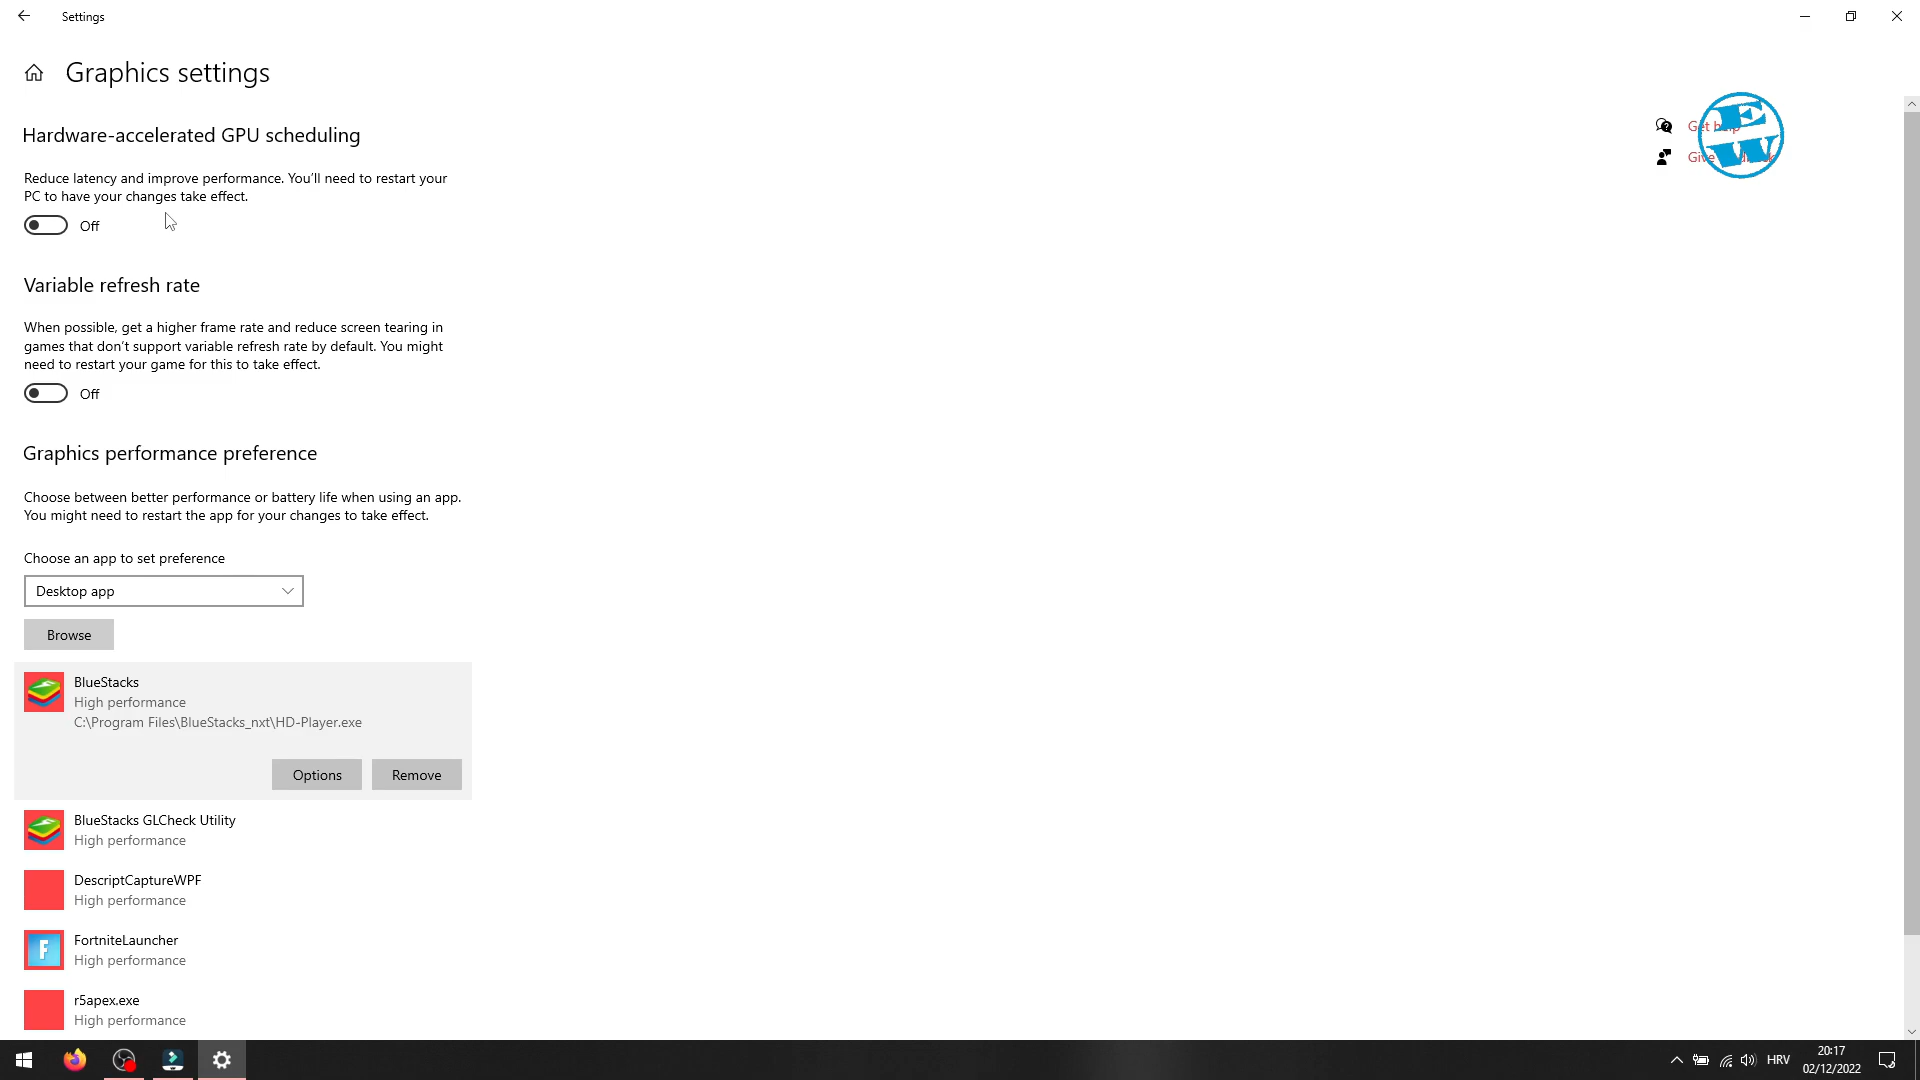 Settings
Graphics settings
Hardware-accelerated GPU scheduling
Reduce latency and improve performance. You'll need to restart your
PC to have your changes take effect.
Off
Variable refresh rate
When possible, get a higher frame rate and reduce screen tearing in
games that don't support variable refresh rate by default. You might
need to restart your game for this to take effect.
Off
Graphics performance preference
Choose between better performance or battery life when using an app.
You might need to restart the app for your changes to take effect.
Choose an app to set preference
Desktop app
Browse
BlueStacks
High performance
C:\Program Files\BlueStacks_nxt\HD-Player.exe
Options
Remove
BlueStacks GLCheck Utility
High performance
DescriptCaptureWPF
High performance
F
FortniteLauncher
High performance
r5apex.exe
High performance
Get help
Give
E
W
HRV
20:17
02/12/2022